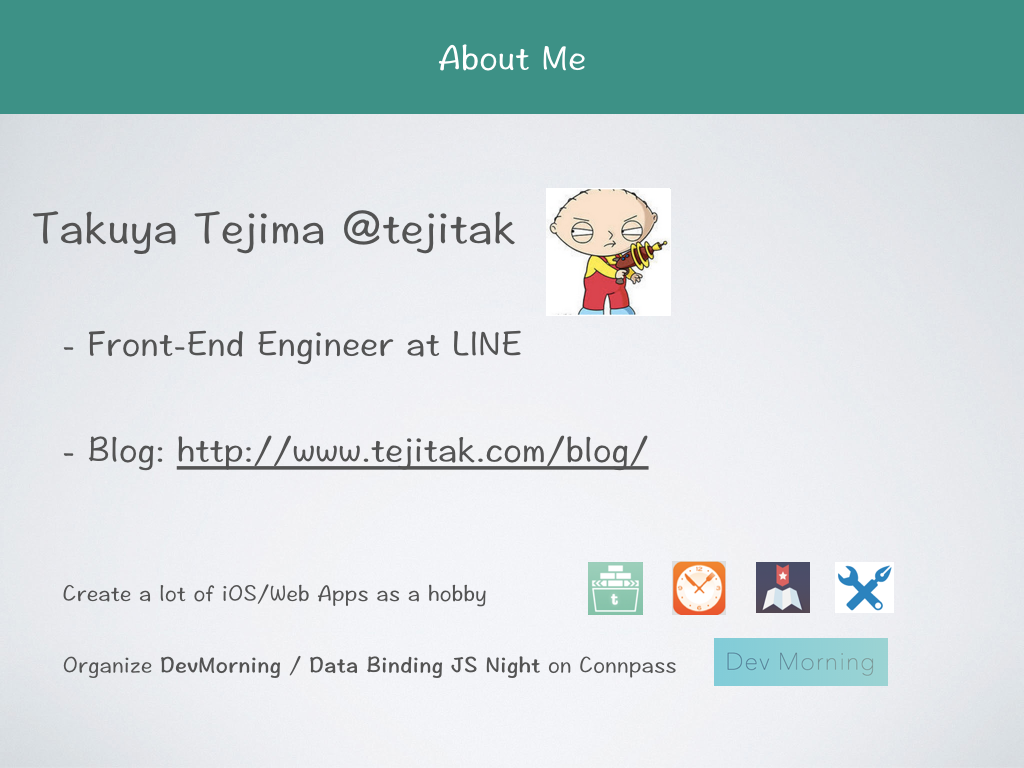 About Me
Takuya Tejima @tejitak
- Front-End Engineer at LINE
- Blog: http://www.tejitak.com/blog/
Create a lot of iOS/Web Apps as a hobby
t
Organize DevMorning / Data Binding JS Night on Connpass
Dev Morning